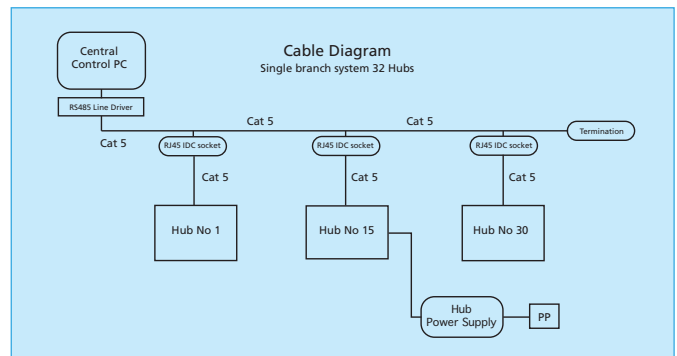 Cable Diagram
Single branch system 32 Hubs
Central
Control PC
RS485 Line Driver
Cat 5
Cat 5
Cat 5
Termination
RJ45 IDC socket
RJ45 IDC socket
RJ45 IDC socket
Cat 5
Cat 5
Cat 5
Hub No 1
Hub No 15
Hub No 30
Hub
Power Supply
PP